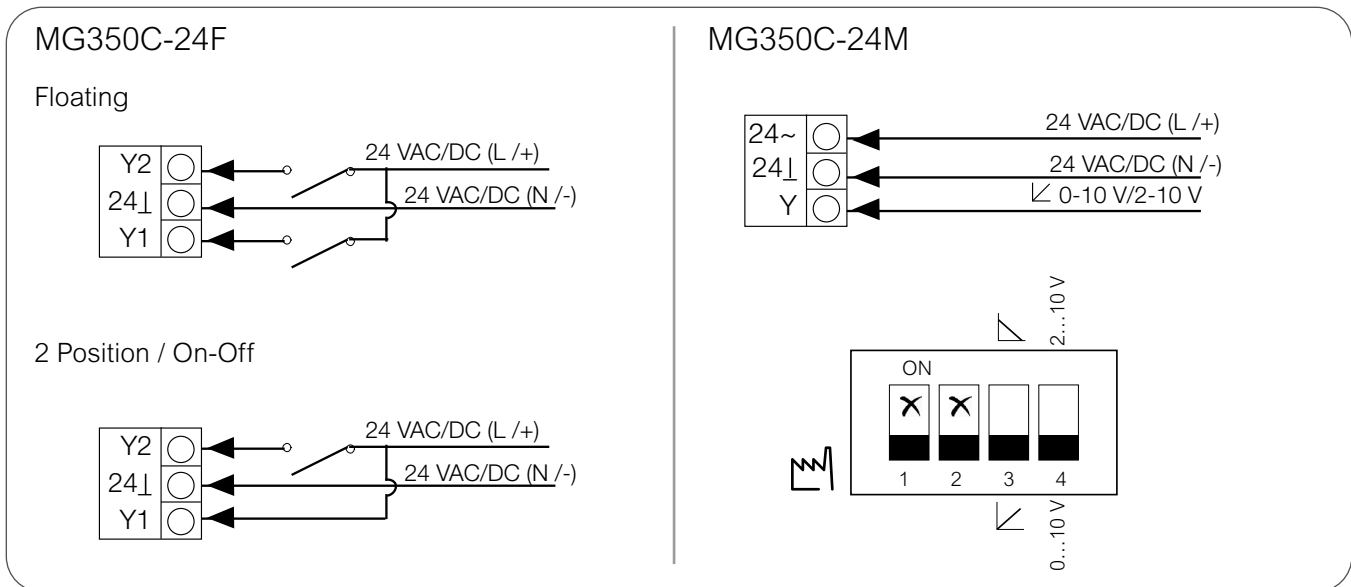 MG350C-24F
Floating
Y2
24 VAC/DC (L /+)
24⊥
24 VAC/DC (N /-)
Y1
2 Position / On-Off
Y2
24 VAC/DC (L /+)
24⊥
24 VAC/DC (N /-)
Y1
MG350C-24M
24~
24 VAC/DC (L /+)
24⊥
24 VAC/DC (N /-)
Y
0-10 V/2-10 V
2...10 V
ON
1 2 3 4
0...10 V